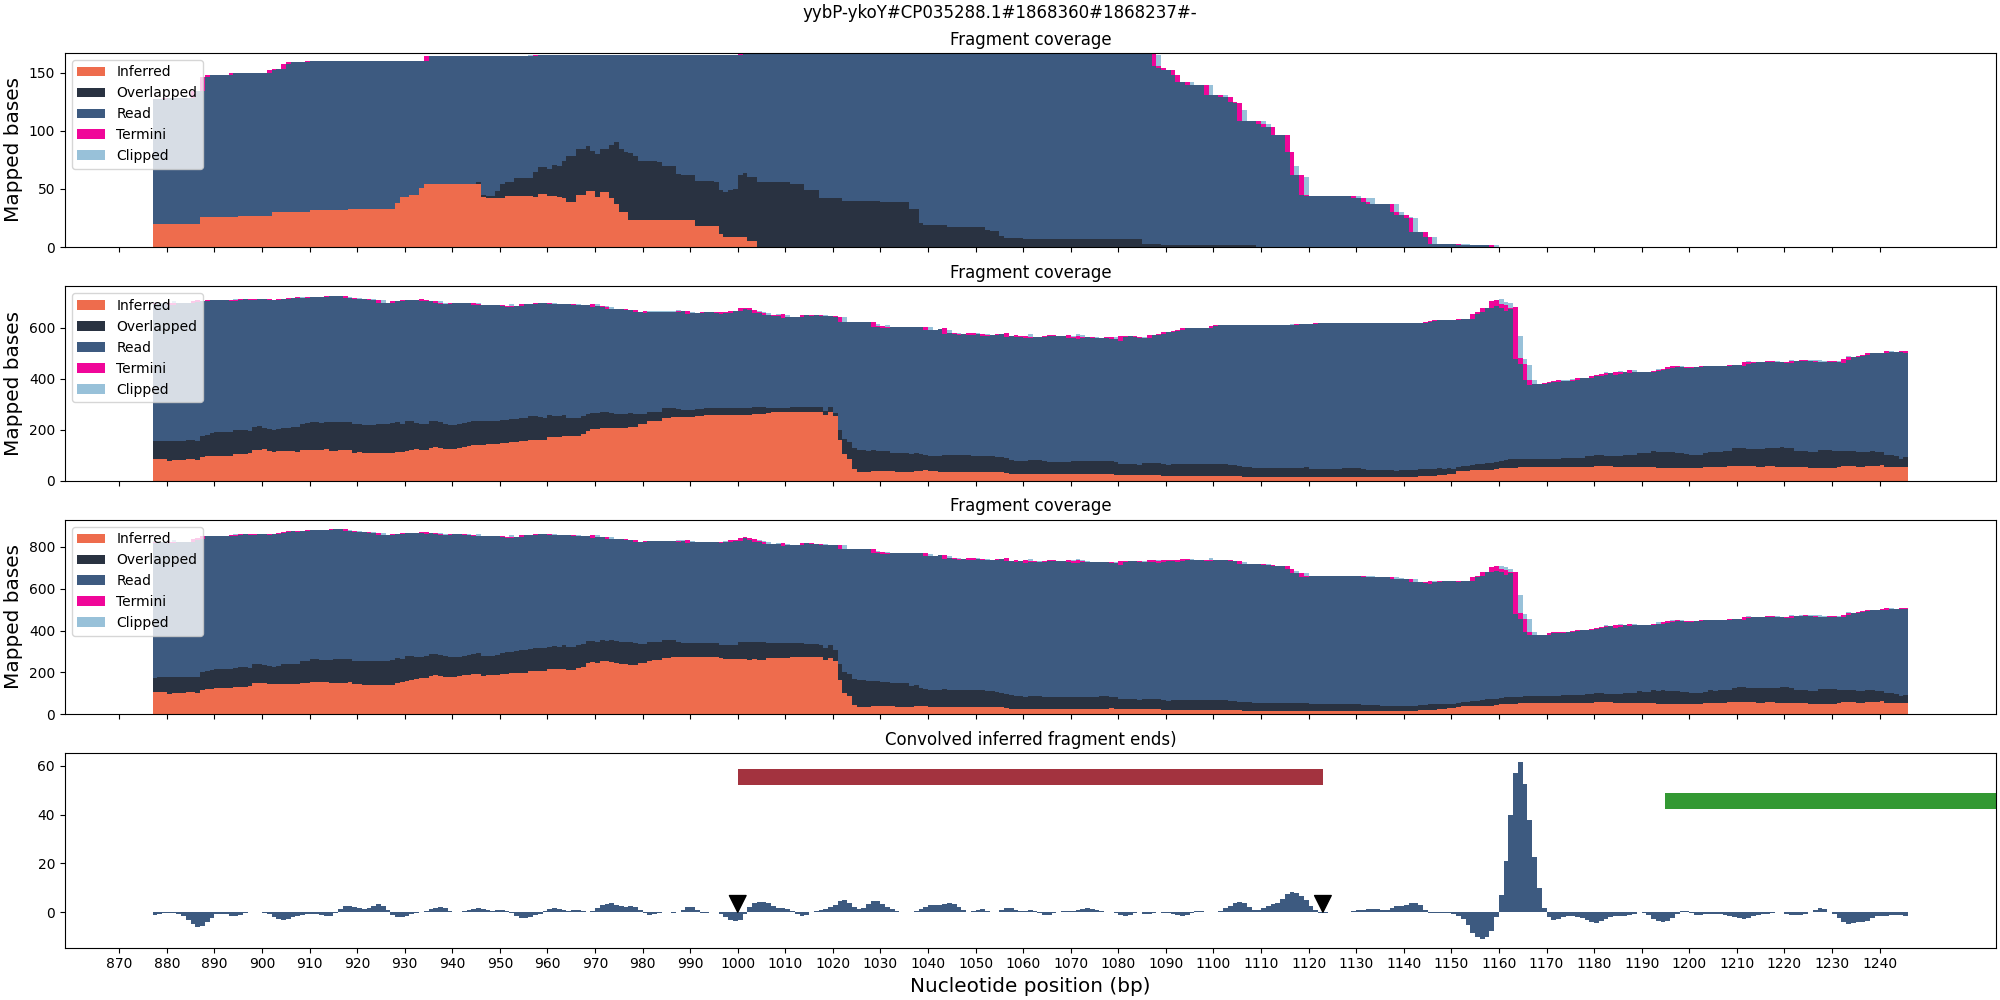 yybP-ykoY#CP035288.1#1868360#1868237#-
Fragment coverage
Mapped bases
150
100
50
0
Inferred
Overlapped
Read
Termini
Clipped
Fragment coverage
Mapped bases
600
400
200
0
Inferred
Overlapped
Read
Termini
Clipped
Fragment coverage
Mapped bases
800
600
400
200
0
Inferred
Overlapped
Read
Termini
Clipped
Convolved inferred fragment ends)
60
40
20
0
870 880 890 900 910 920 930 940 950 960 970 980 990 1000 1010 1020 1030 1040 1050 1060 1070 1080 1090 1100 1110 1120 1130 1140 1150 1160 1170 1180 1190 1200 1210 1220 1230 1240
Nucleotide position (bp)